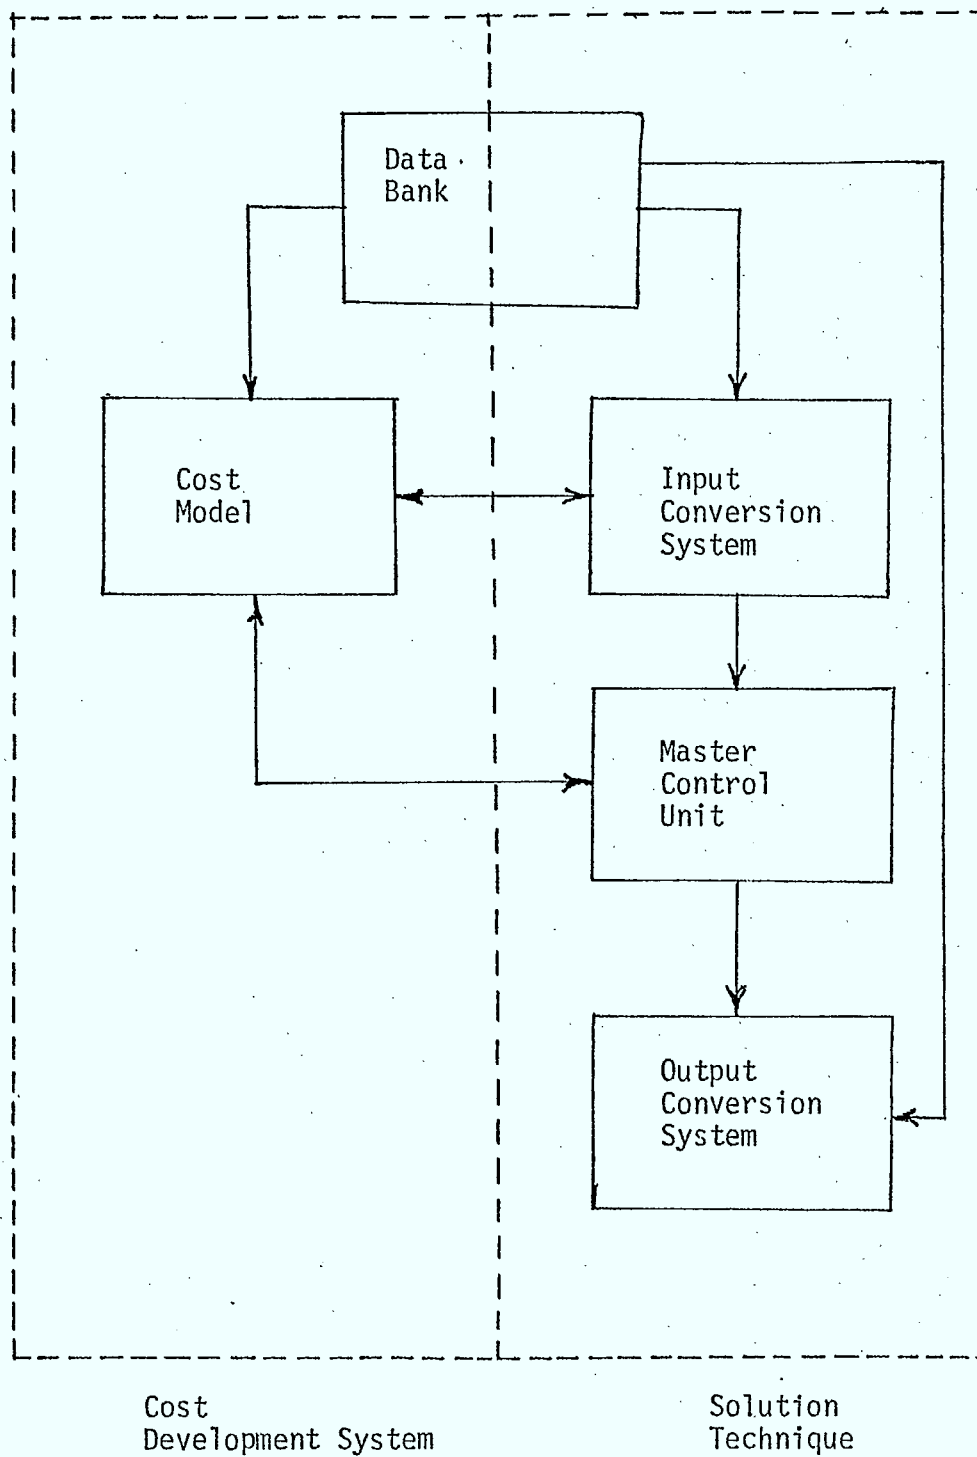 Data
Bank
Cost
Model
Input
Conversion
System
Master
Control
Unit
Output
Conversion
System
Cost
Development System
Solution
Technique